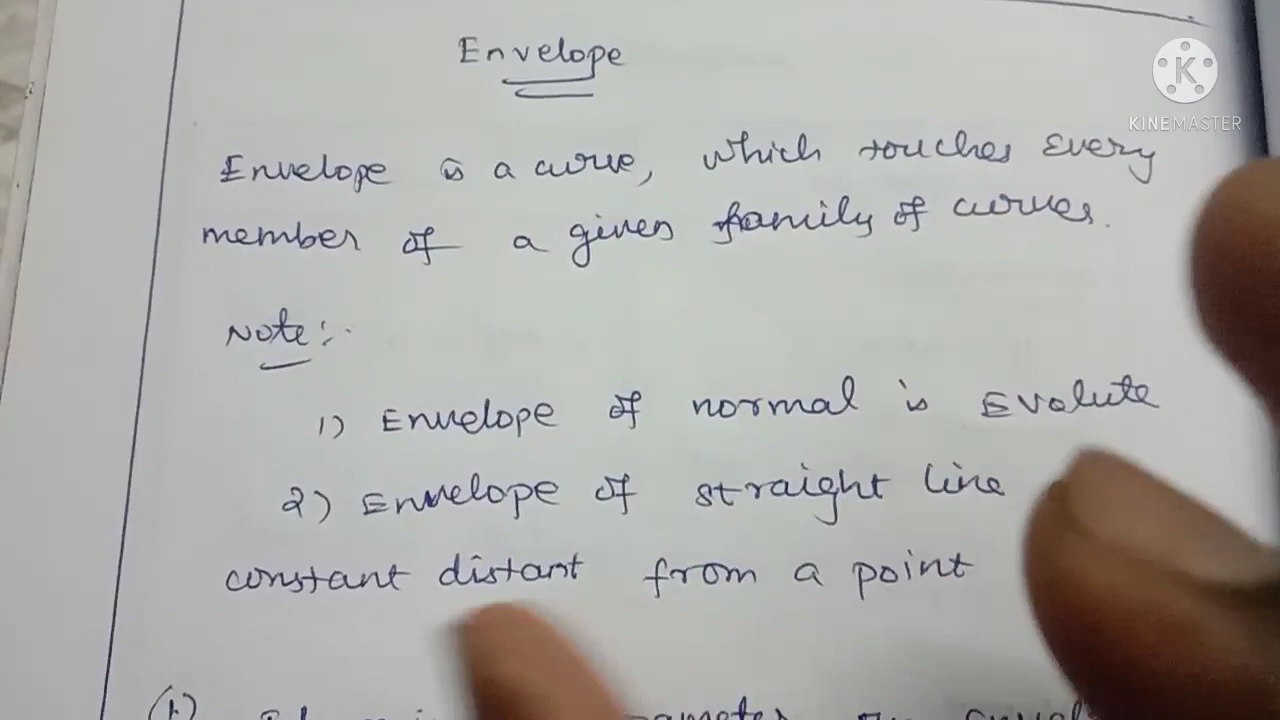 Envelope
K
KINEMASTER
Envelope is a curve, which touches Every
member of a given family of curves.
Note:-
1) Envelope of normal is Evolute
2) Envelope of straight line
constant distant from a point
(1)